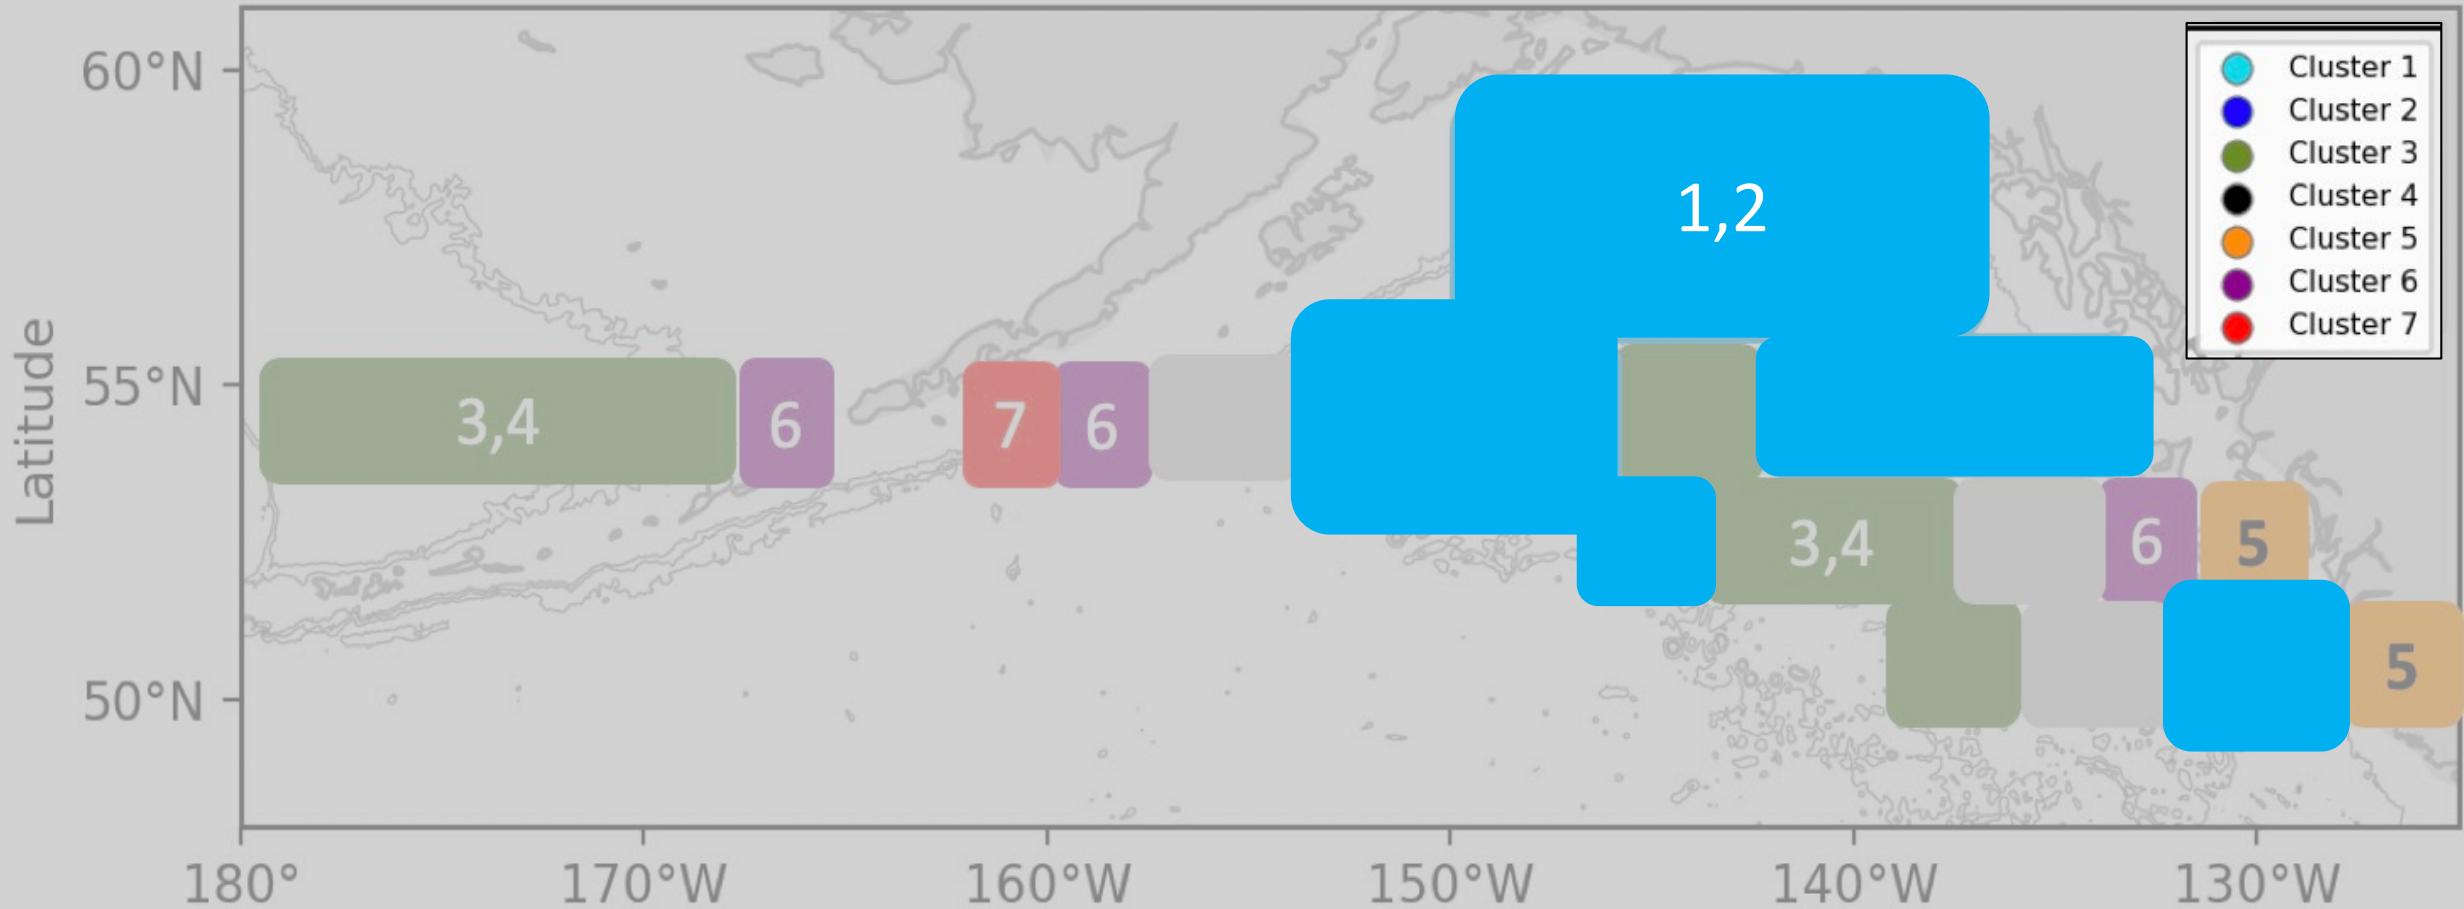 60°N
55°N
50°N
Latitude
180°
170°W
160°W
150°W
140°W
130°W
1,2
3,4
6
7
6
3,4
6
5
5
Cluster 1
Cluster 2
Cluster 3
Cluster 4
Cluster 5
Cluster 6
Cluster 7